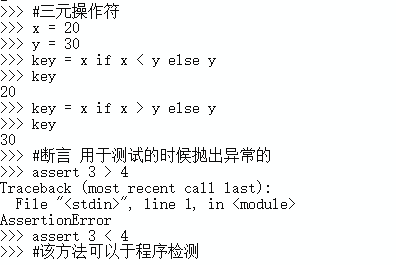 >>> #三元操作符
>>> x = 20
>>> y = 30
>>> key = x if x < y else y
>>> key
20
>>> key = x if x > y else y
>>> key
30
>>> #断言 用于测试的时候抛出异常的
>>> assert 3 > 4
Traceback (most recent call last):
  File "<stdin>", line 1, in <module>
AssertionError
>>> assert 3 < 4
>>> #该方法可以于程序检测